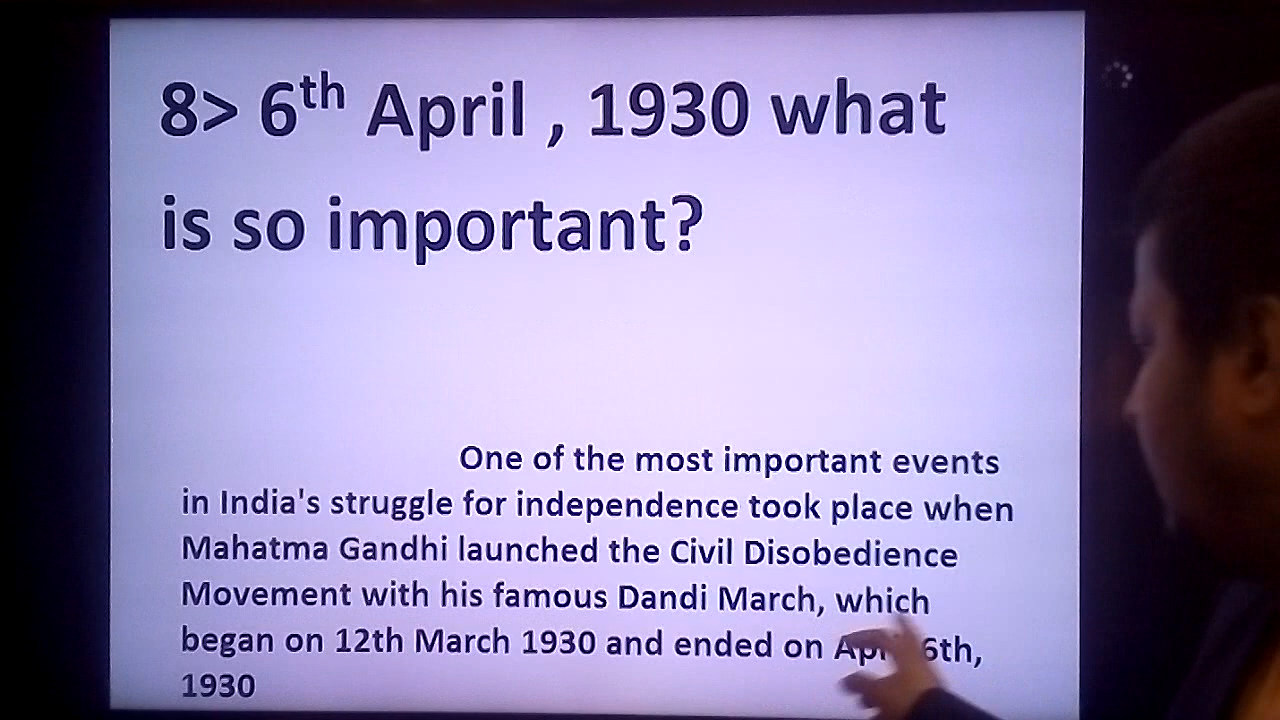 8> 6th April , 1930 what
is so important?
One of the most important events
in India's struggle for independence took place when
Mahatma Gandhi launched the Civil Disobedience
Movement with his famous Dandi March, which
began on 12th March 1930 and ended on April 6th,
1930